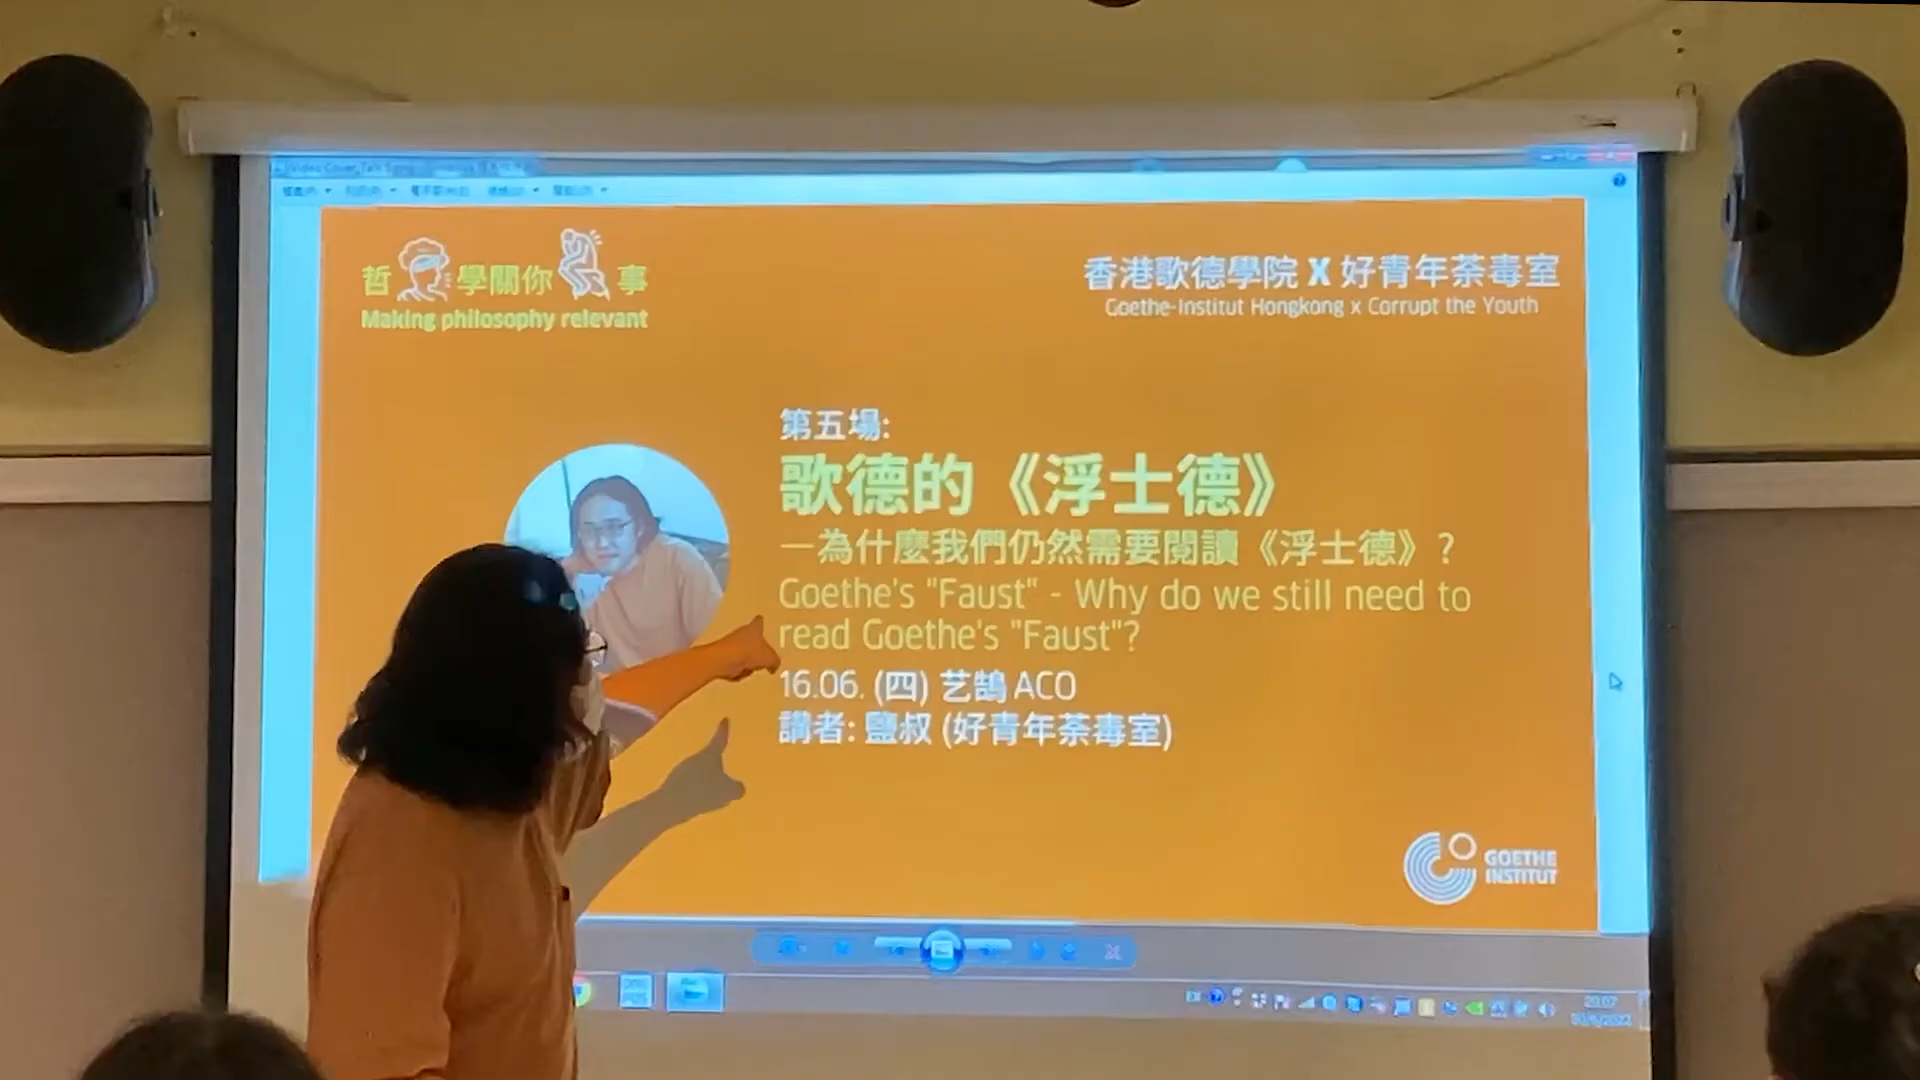 哲學關你事
Making philosophy relevant
香港歌德學院 X 好青年荼毒室
Goethe-Institut Hongkong x Corrupt the Youth
第五場:
歌德的《浮士德》
—為什麼我們仍然需要閱讀《浮士德》?
Goethe's "Faust" - Why do we still need to
read Goethe's "Faust"?
16.06. (四) 艺鵠 ACO
講者: 鹽叔 (好青年荼毒室)
GOETHE
INSTITUT